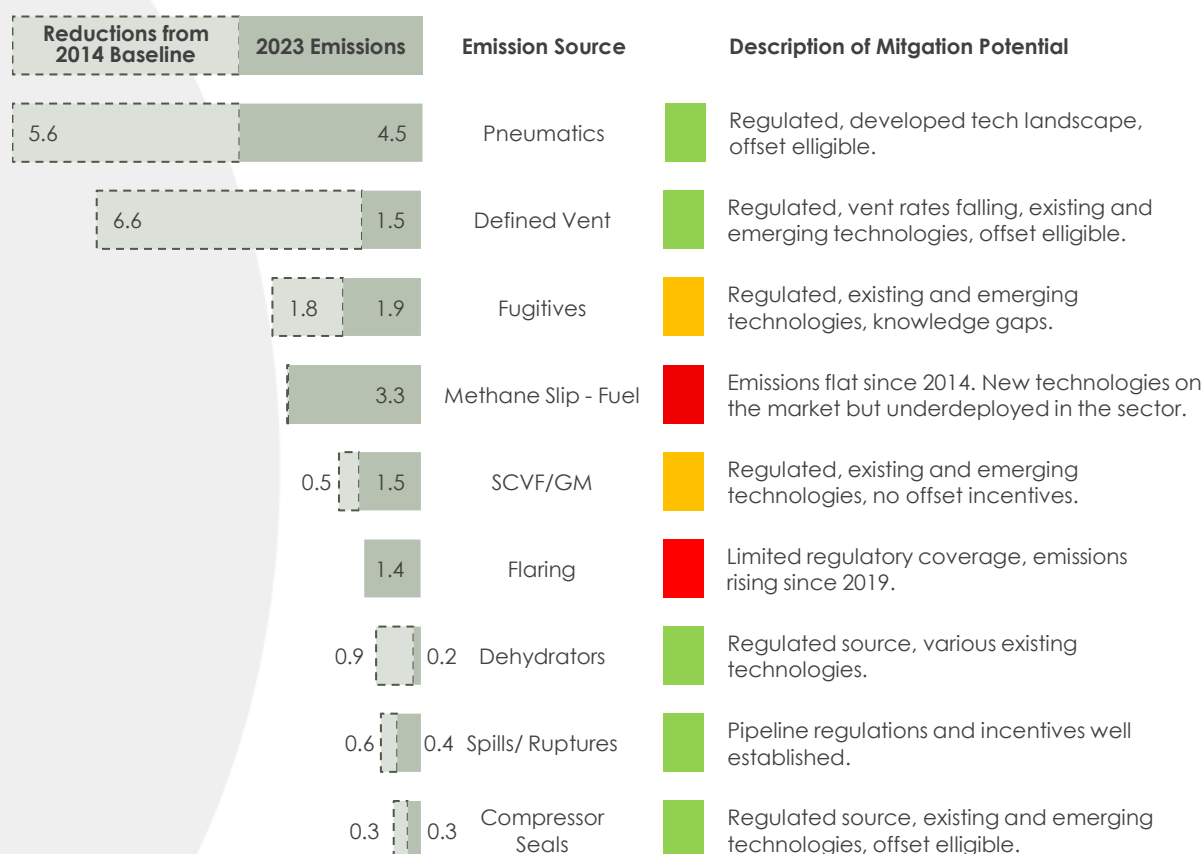 Reductions from
2014 Baseline
2023 Emissions
Emission Source
Description of Mitgation Potential
5.6
4.5
Pneumatics
Regulated, developed tech landscape,
offset elligible.
6.6
1.5
Defined Vent
Regulated, vent rates falling, existing and
emerging technologies, offset elligible.
1.8
1.9
Fugitives
Regulated, existing and emerging
technologies, knowledge gaps.
3.3
Methane Slip - Fuel
Emissions flat since 2014. New technologies on
the market but underdeployed in the sector.
0.5
1.5
SCVF/GM
Regulated, existing and emerging
technologies, no offset incentives.
1.4
Flaring
Limited regulatory coverage, emissions
rising since 2019.
0.9
0.2
Dehydrators
Regulated source, various existing
technologies.
0.6
0.4
Spills/ Ruptures
Pipeline regulations and incentives well
established.
0.3
0.3
Compressor
Seals
Regulated source, existing and emerging
technologies, offset elligible.